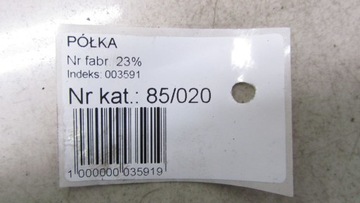 PÓŁKA
Nr fabr. 23%
Indeks: 003591
Nr kat.: 85/020
1 000000 035919